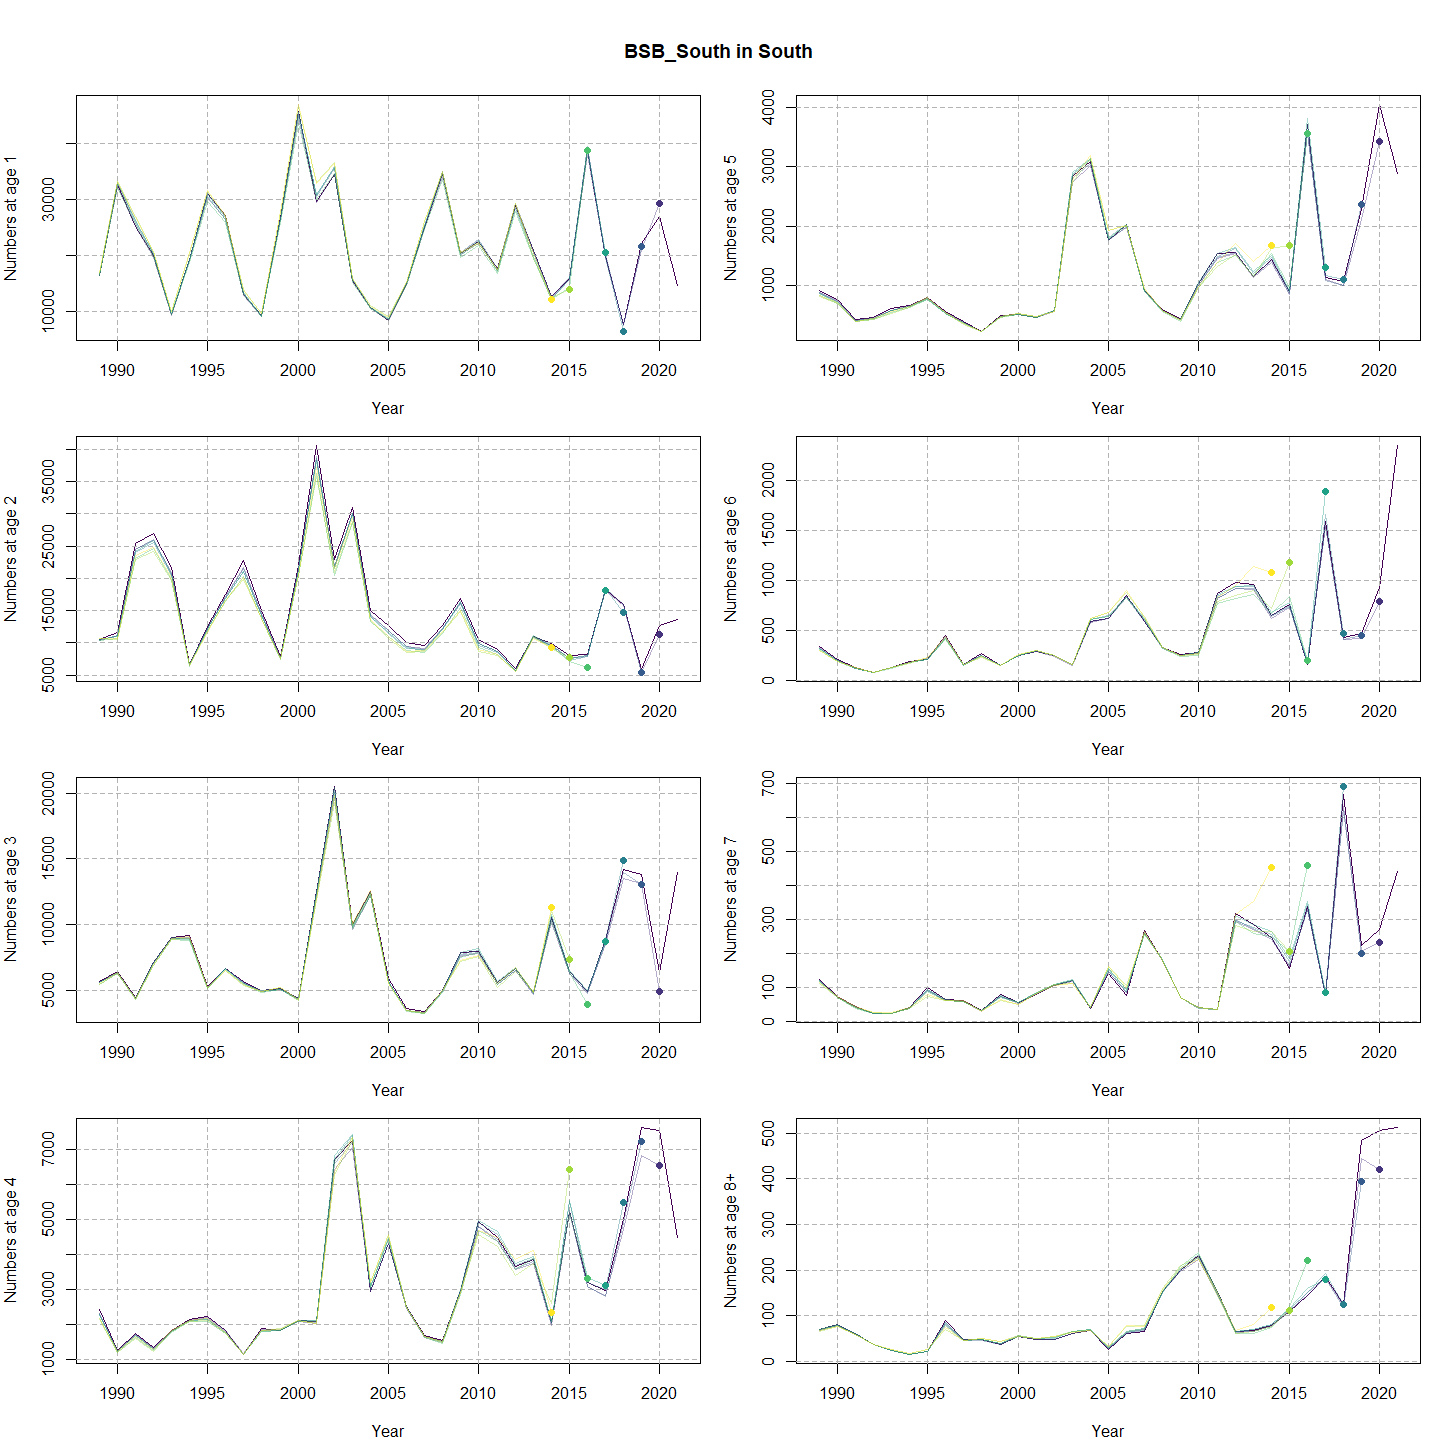 BSB_South in South
Numbers at age 1
10000 30000
1990 1995 2000 2005 2010 2015 2020
Year
Numbers at age 5
1000 2000 3000 4000
1990 1995 2000 2005 2010 2015 2020
Year
Numbers at age 2
5000 15000 25000 35000
1990 1995 2000 2005 2010 2015 2020
Year
Numbers at age 6
0 500 1000 1500 2000
1990 1995 2000 2005 2010 2015 2020
Year
Numbers at age 3
5000 10000 15000 20000
1990 1995 2000 2005 2010 2015 2020
Year
Numbers at age 7
0 100 300 500 700
1990 1995 2000 2005 2010 2015 2020
Year
Numbers at age 4
1000 3000 5000 7000
1990 1995 2000 2005 2010 2015 2020
Year
Numbers at age 8+
0 100 200 300 400 500
1990 1995 2000 2005 2010 2015 2020
Year